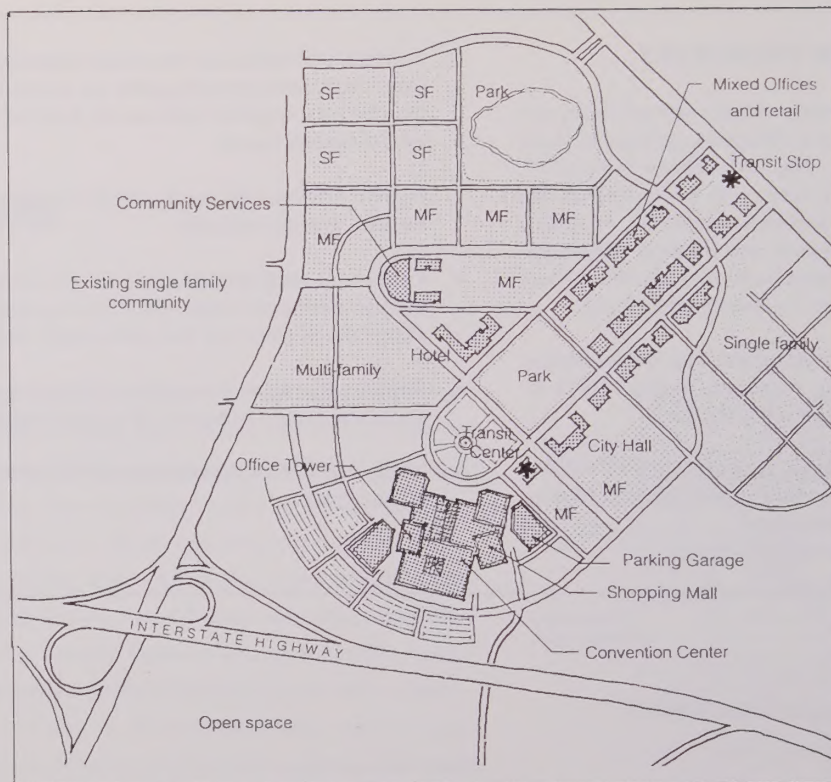 SF
SF
Park
Mixed Offices
and retail
Transit Stop
SF
SF
Community Services
MF
MF
MF
MF
Existing single family
community
MF
Hotel
Single family
Multi-family
Park
Transit
Center
City Hall
Office Tower
MF
MF
Parking Garage
Shopping Mall
INTERSTATE HIGHWAY
Convention Center
Open space